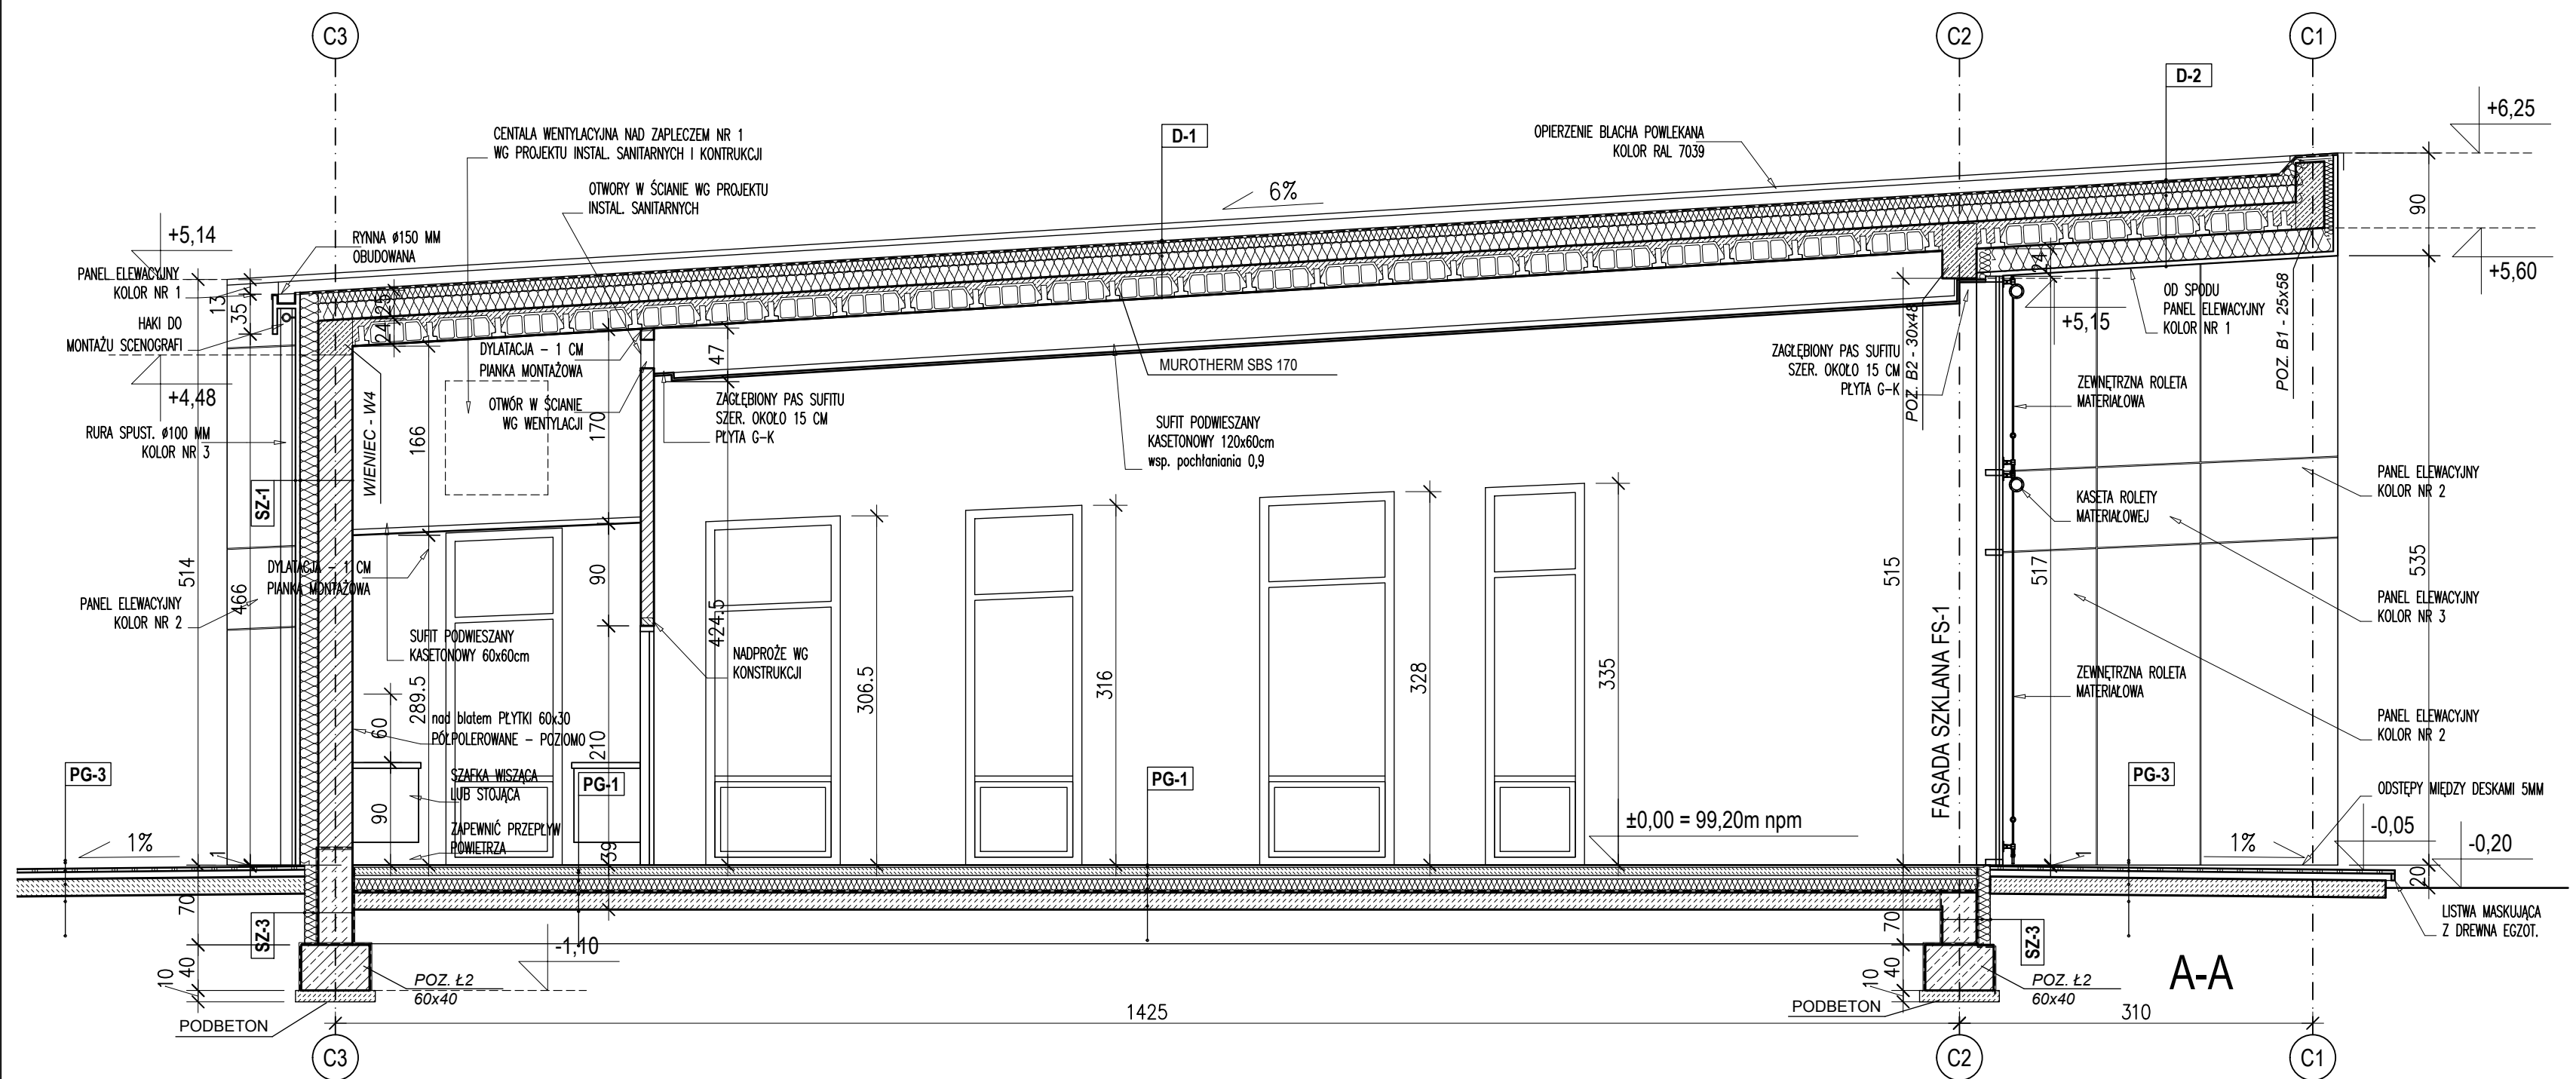 C3
C2
C1
D-2
+6,25
CENTALA WENTYLACYJNA NAD ZAPLECZEM NR 1
WG PROJEKTU INSTAL. SANITARNYCH I KONTRUKCJI
D-1
OPIERZENIE BLACHA POWLEKANA
KOLOR RAL 7039
OTWORY W ŚCIANIE WG PROJEKTU
INSTAL. SANITARNYCH
6%
90
+5,14
RYNNA ø150 MM
OBUDOWANA
PANEL ELEWACYJNY
KOLOR NR 1
13
35
25
24
24
+5,60
HAKI DO
MONTAŻU SCENOGRAFI
+4,48
OD SPODU
PANEL ELEWACYJNY
KOLOR NR 1
+5,15
POZ. B1 - 25x58
POZ. B2 - 30x48
DYLATACJA – 1 CM
PIANKA MONTAŻOWA
47
MUROTHERM SBS 170
ZAGŁĘBIONY PAS SUFITU
SZER. OKOŁO 15 CM
PŁYTA G–K
ZEWNĘTRZNA ROLETA
MATERIAŁOWA
OTWÓR W ŚCIANIE
WG WENTYLACJI
170
ZAGŁĘBIONY PAS SUFITU
SZER. OKOŁO 15 CM
PŁYTA G–K
SUFIT PODWIESZANY
KASETONOWY 120x60cm
wsp. pochłaniania 0,9
WIENIEC - W4
166
RURA SPUST. ø100 MM
KOLOR NR 3
SZ-1
PANEL ELEWACYJNY
KOLOR NR 2
KASETA ROLETY
MATERIAŁOWEJ
514
466
DYLATACJA – 1 CM
PIANKA MONTAŻOWA
90
515
517
535
PANEL ELEWACYJNY
KOLOR NR 2
PANEL ELEWACYJNY
KOLOR NR 3
SUFIT PODWIESZANY
KASETONOWY 60x60cm
424.5
NADPROŻE WG
KONSTRUKCJI
306.5
316
328
335
FASADA SZKLANA FS-1
ZEWNĘTRZNA ROLETA
MATERIAŁOWA
289.5
60
nad blatem PŁYTKI 60x30
PÓŁPOLEROWANE – POZIOMO
210
PANEL ELEWACYJNY
KOLOR NR 2
PG-3
SZAFKA WISZĄCA
LUB STOJĄCA
PG-1
PG-1
PG-3
ODSTĘPY MIĘDZY DESKAMI 5MM
90
ZAPEWNIĆ PRZEPŁYW
POWIETRZA
±0,00 = 99,20m npm
-0,05
-0,20
1%
1
39
1
1%
20
70
SZ-3
70
SZ-3
LISTWA MASKUJĄCA
Z DREWNA EGZOT.
-1,10
10
40
POZ. Ł2
60x40
10
40
POZ. Ł2
60x40
A-A
PODBETON
1425
PODBETON
310
C3
C2
C1